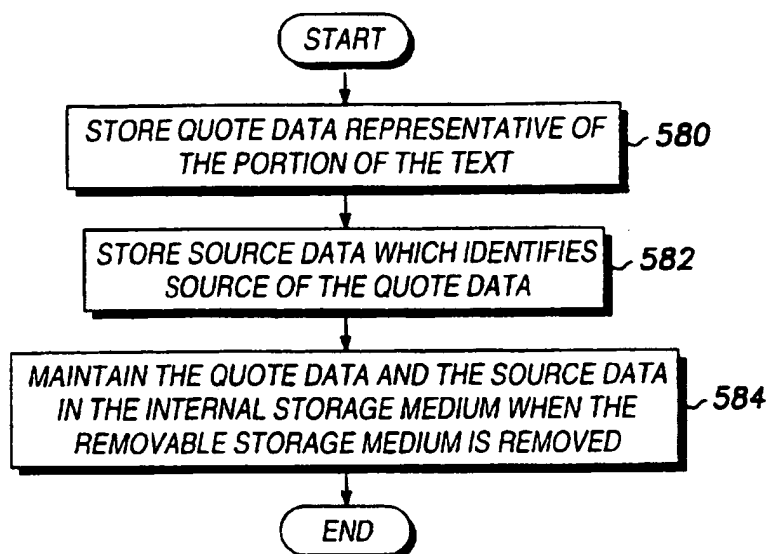 START
STORE QUOTE DATA REPRESENTATIVE OF
THE PORTION OF THE TEXT
580
STORE SOURCE DATA WHICH IDENTIFIES
SOURCE OF THE QUOTE DATA
582
MAINTAIN THE QUOTE DATA AND THE SOURCE DATA
IN THE INTERNAL STORAGE MEDIUM WHEN THE
REMOVABLE STORAGE MEDIUM IS REMOVED
584
END